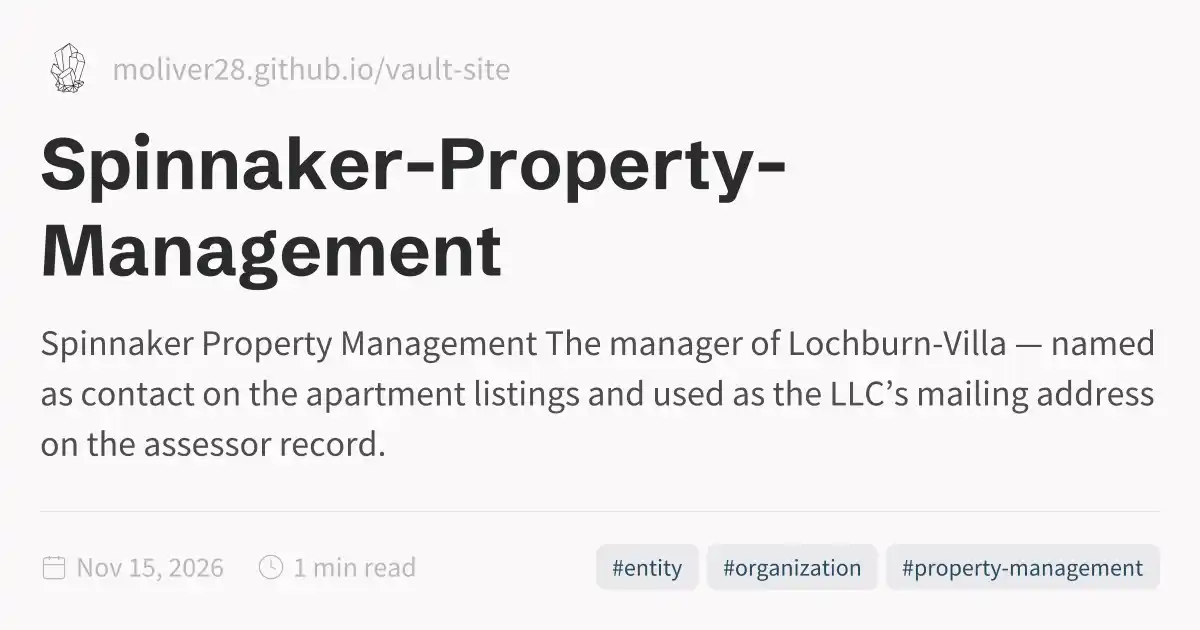 moliver28.github.io/vault-site
Spinnaker-Property-
Management
Spinnaker Property Management The manager of Lochburn-Villa — named
as contact on the apartment listings and used as the LLC’s mailing address
on the assessor record.
Nov 15, 2026 1 min read #entity #organization #property-management